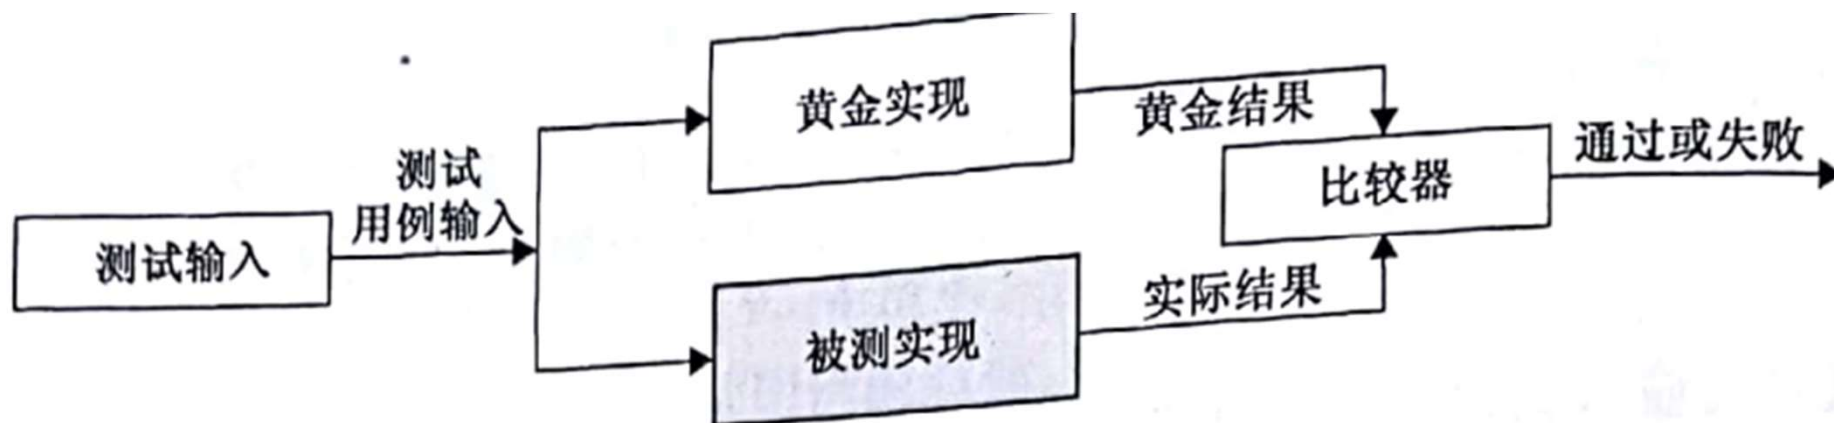 测试输入
测试
用例输入
黄金实现
黄金结果
被测实现
实际结果
比较器
通过或失败